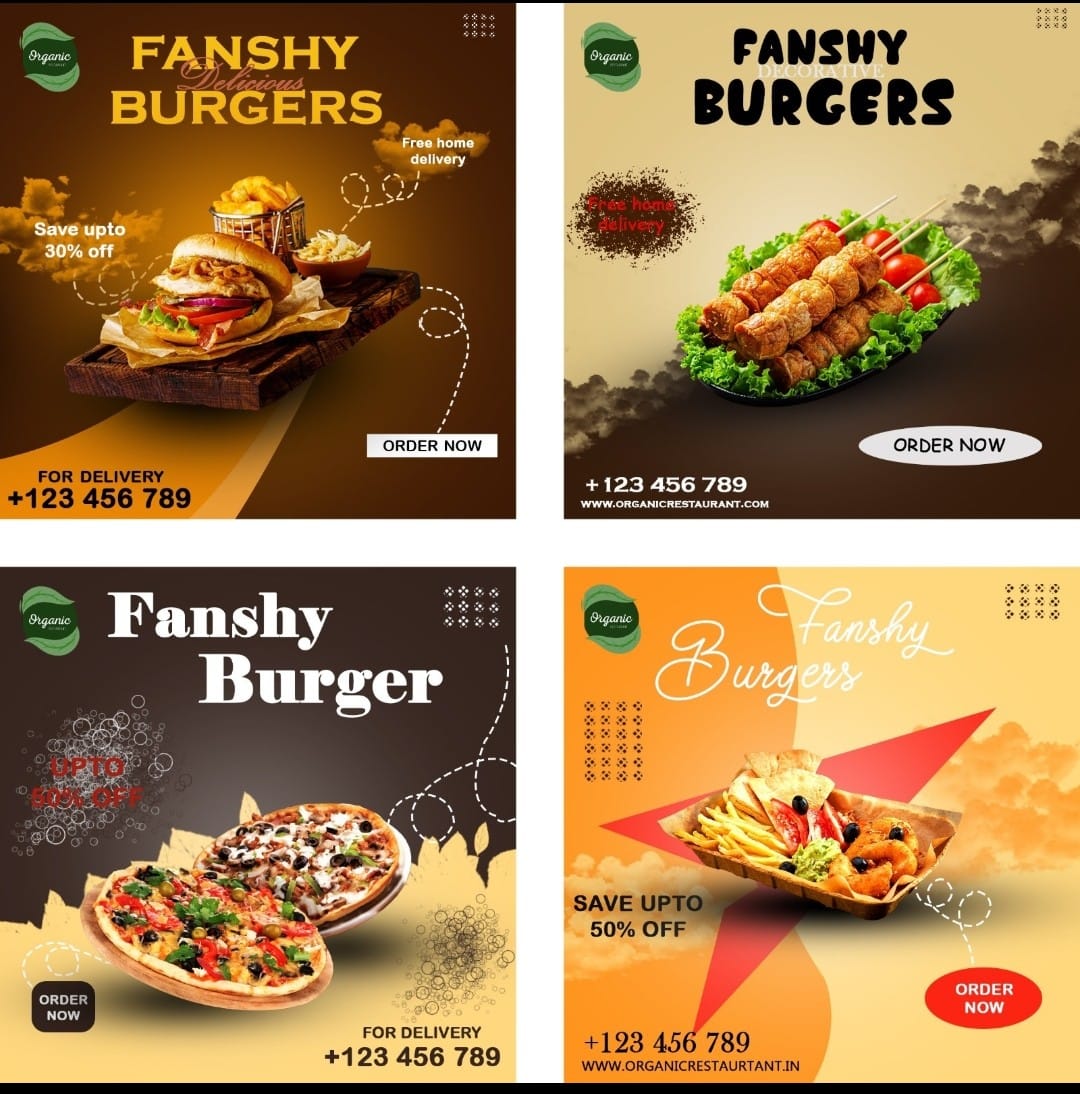 Organic
FANSHY
Delicious
BURGERS
Free home
delivery
Save upto
30% off
ORDER NOW
FOR DELIVERY
+123 456 789
Organic
FANSHY
DECORATIVE
BURGERS
Free home
delivery
ORDER NOW
+123 456 789
WWW.ORGANICRESTAURANT.COM
Organic
Fanshy
Burger
UPTO
50% OFF
ORDER
NOW
FOR DELIVERY
+123 456 789
Organic
Fanshy
Burgers
SAVE UPTO
50% OFF
ORDER
NOW
+123 456 789
WWW.ORGANICRESTAURTANT.IN